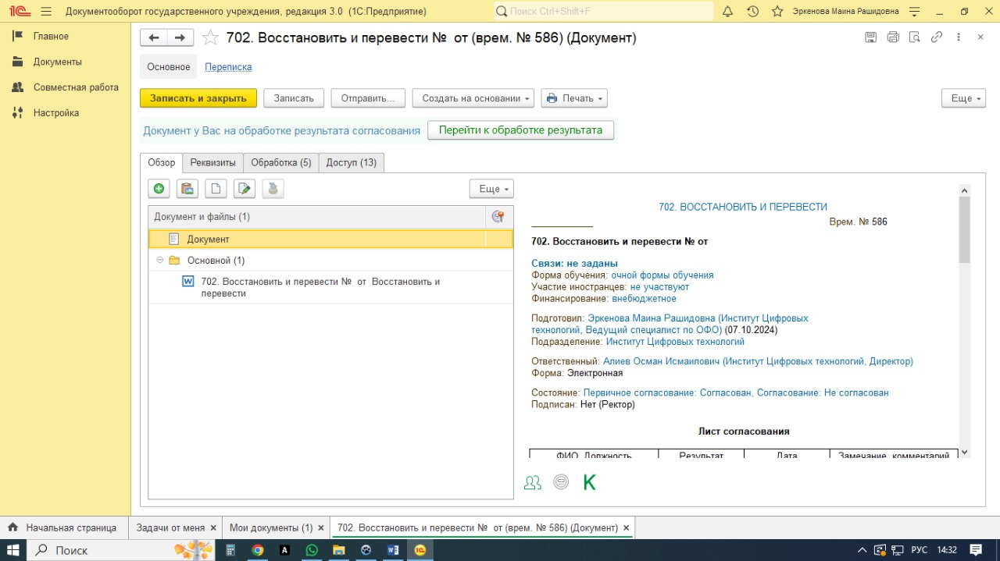 Документооборот государственного учреждения, редакция 3.0 (1С:Предприятие)
Поиск Ctrl+Shift+F
Эркенова Маина Рашидовна
Главное
Документы
Совместная работа
Настройка
702. Восстановить и перевести № от (врем. № 586) (Документ)
Основное
Переписка
Записать и закрыть
Записать
Отправить...
Создать на основании
Печать
Еще
Документ у Вас на обработке результата согласования
Перейти к обработке результата
Обзор
Реквизиты
Обработка (5)
Доступ (13)
Еще
Документ и файлы (1)
Документ
Основной (1)
702. Восстановить и перевести № от Восстановить и
перевести
702. ВОССТАНОВИТЬ И ПЕРЕВЕСТИ
Врем. № 586
702. Восстановить и перевести № от
Связи: не заданы
Форма обучения: очной формы обучения
Участие иностранцев: не участвуют
Финансирование: внебюджетное
Подготовил: Эркенова Маина Рашидовна (Институт Цифровых
технологий, Ведущий специалист по ОФО) (07.10.2024)
Подразделение: Институт Цифровых технологий
Ответственный: Алиев Осман Исмаилович (Институт Цифровых технологий, Директор)
Форма: Электронная
Состояние: Первичное согласование: Согласован, Согласование: Не согласован
Подписан: Нет (Ректор)
Лист согласования
ФИО, Должность
Результат
Дата
Замечание, комментарий
К
Начальная страница
Задачи от меня
Мои документы (1)
702. Восстановить и перевести № от (врем. № 586) (Документ)
Поиск
РУС
14:32